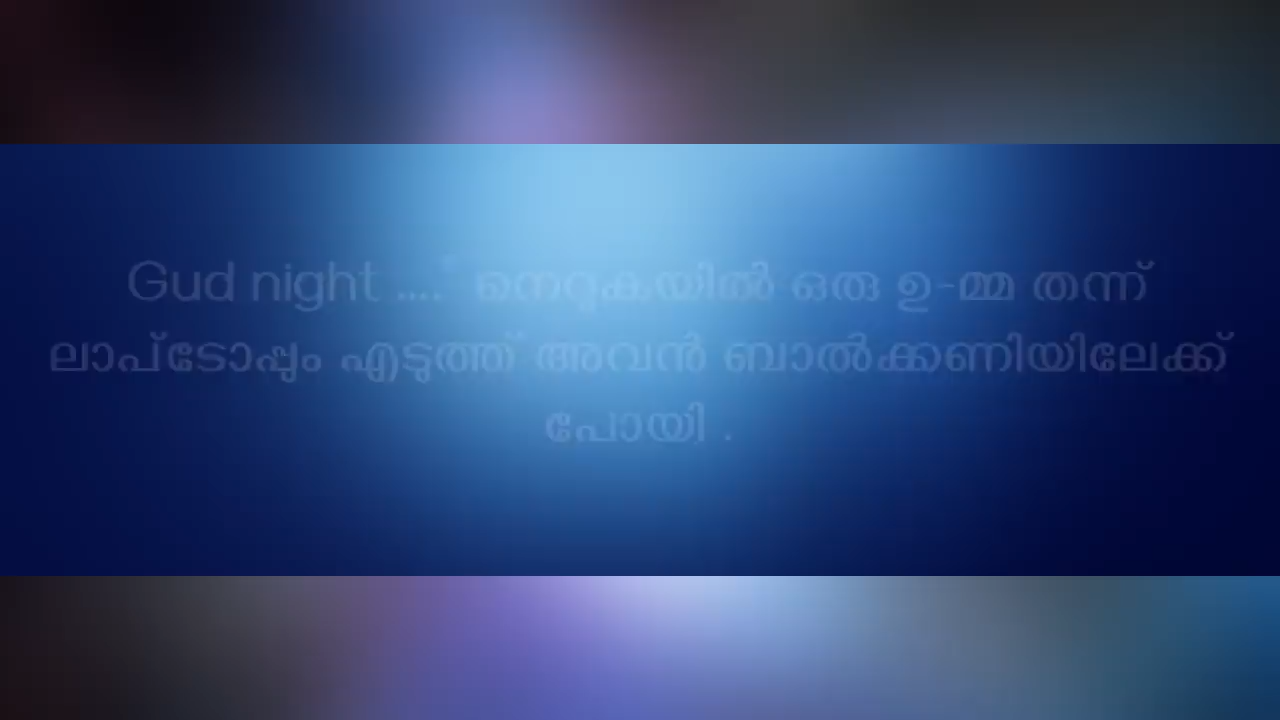 Gud night ....” നെറുകയിൽ ഒരു ഉ-മ്മ തന്ന്
ലാപ്ടോപ്പും എടുത്ത് അവൻ ബാൽക്കണിയിലേക്ക്
പോയി .